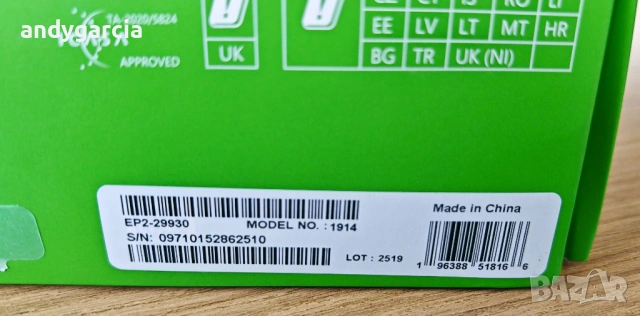 andygarcia
TA-2020/5824
ICASA
APPROVED
UK
EE LV LT MT HR
BG TR UK (NI)
EP2-29930
MODEL NO. : 1914
S/N: 09710152862510
Made in China
LOT : 2519
1 96388 51816 6
BAZAR